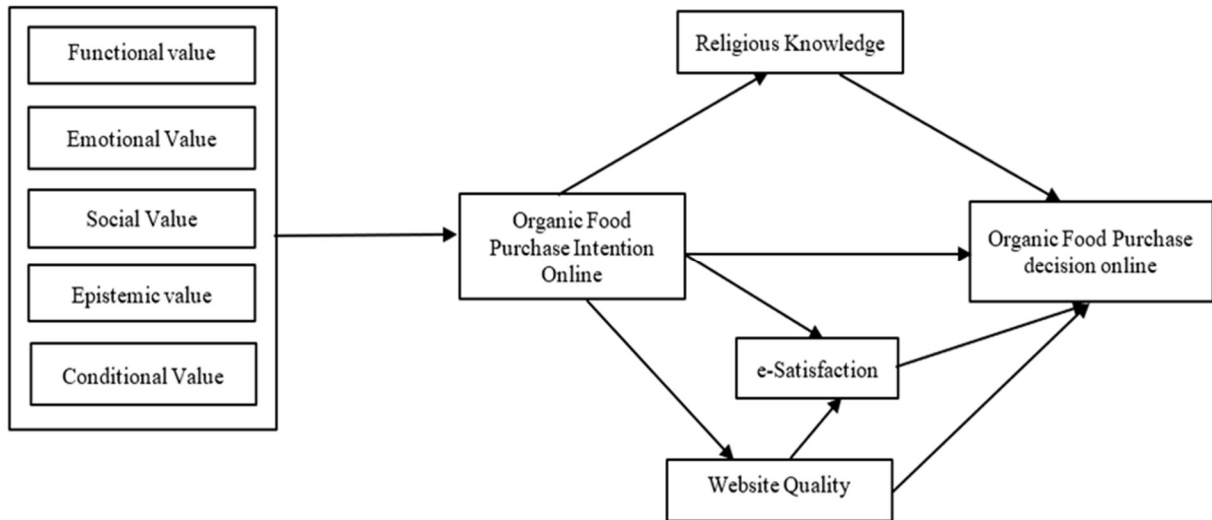 Functional value
Emotional Value
Social Value
Epistemic value
Conditional Value
Religious Knowledge
Organic Food
Purchase Intention
Online
Organic Food Purchase
decision online
e-Satisfaction
Website Quality